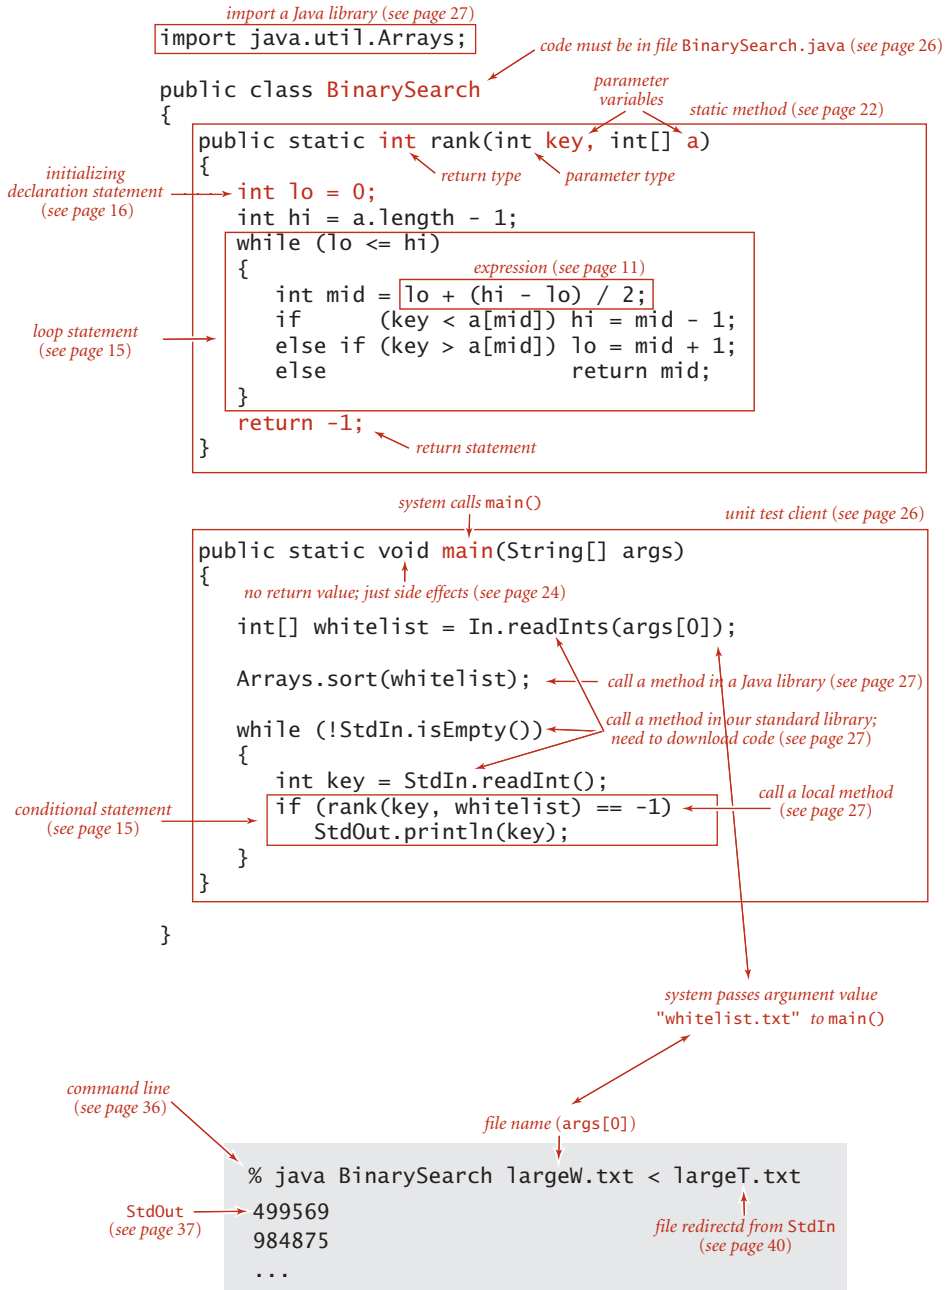 import a Java library (see page 27)
import java.util.Arrays;
code must be in file BinarySearch.java (see page 26)
public class BinarySearch
parameter
variables
{
static method (see page 22)
public static int rank(int key, int[] a)
{
return type
parameter type
initializing
declaration statement
(see page 16)
int lo = 0;
int hi = a.length - 1;
while (lo <= hi)
{
expression (see page 11)
int mid = lo + (hi - lo) / 2;
if (key < a[mid]) hi = mid - 1;
loop statement
(see page 15)
else if (key > a[mid]) lo = mid + 1;
else return mid;
}
return -1;
return statement
}
system calls main()
unit test client (see page 26)
public static void main(String[] args)
{
no return value; just side effects (see page 24)
int[] whitelist = In.readInts(args[0]);
Arrays.sort(whitelist);
call a method in a Java library (see page 27)
while (!StdIn.isEmpty())
call a method in our standard library;
need to download code (see page 27)
{
int key = StdIn.readInt();
conditional statement
(see page 15)
if (rank(key, whitelist) == -1)
call a local method
(see page 27)
StdOut.println(key);
}
}
}
system passes argument value
"whitelist.txt" to main()
command line
(see page 36)
file name (args[0])
% java BinarySearch largeW.txt < largeT.txt
StdOut
(see page 37)
499569
984875
...
file redirectd from StdIn
(see page 40)